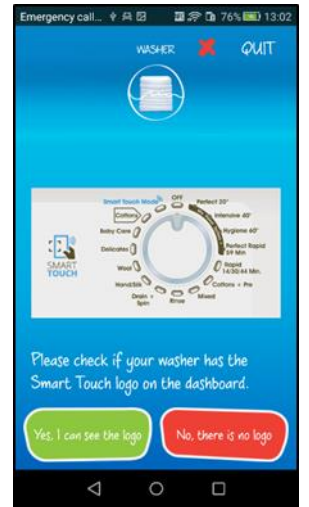 Emergency call... 76% 13:02
WASHER QUIT
Smart Touch Mode
OFF
Perfect 20°
Cottons
Intensive 40°
Baby Care
Hygiene 60°
Delicates
Perfect Rapid
59 Min
SMART
TOUCH
Wool
Rapid
14/30/44 Min.
Hand/Silk
Cottons + Pre
Drain +
Spin
Rinse
Mixed
Please check if your washer has the
Smart Touch logo on the dashboard.
Yes, I can see the logo
No, there is no logo